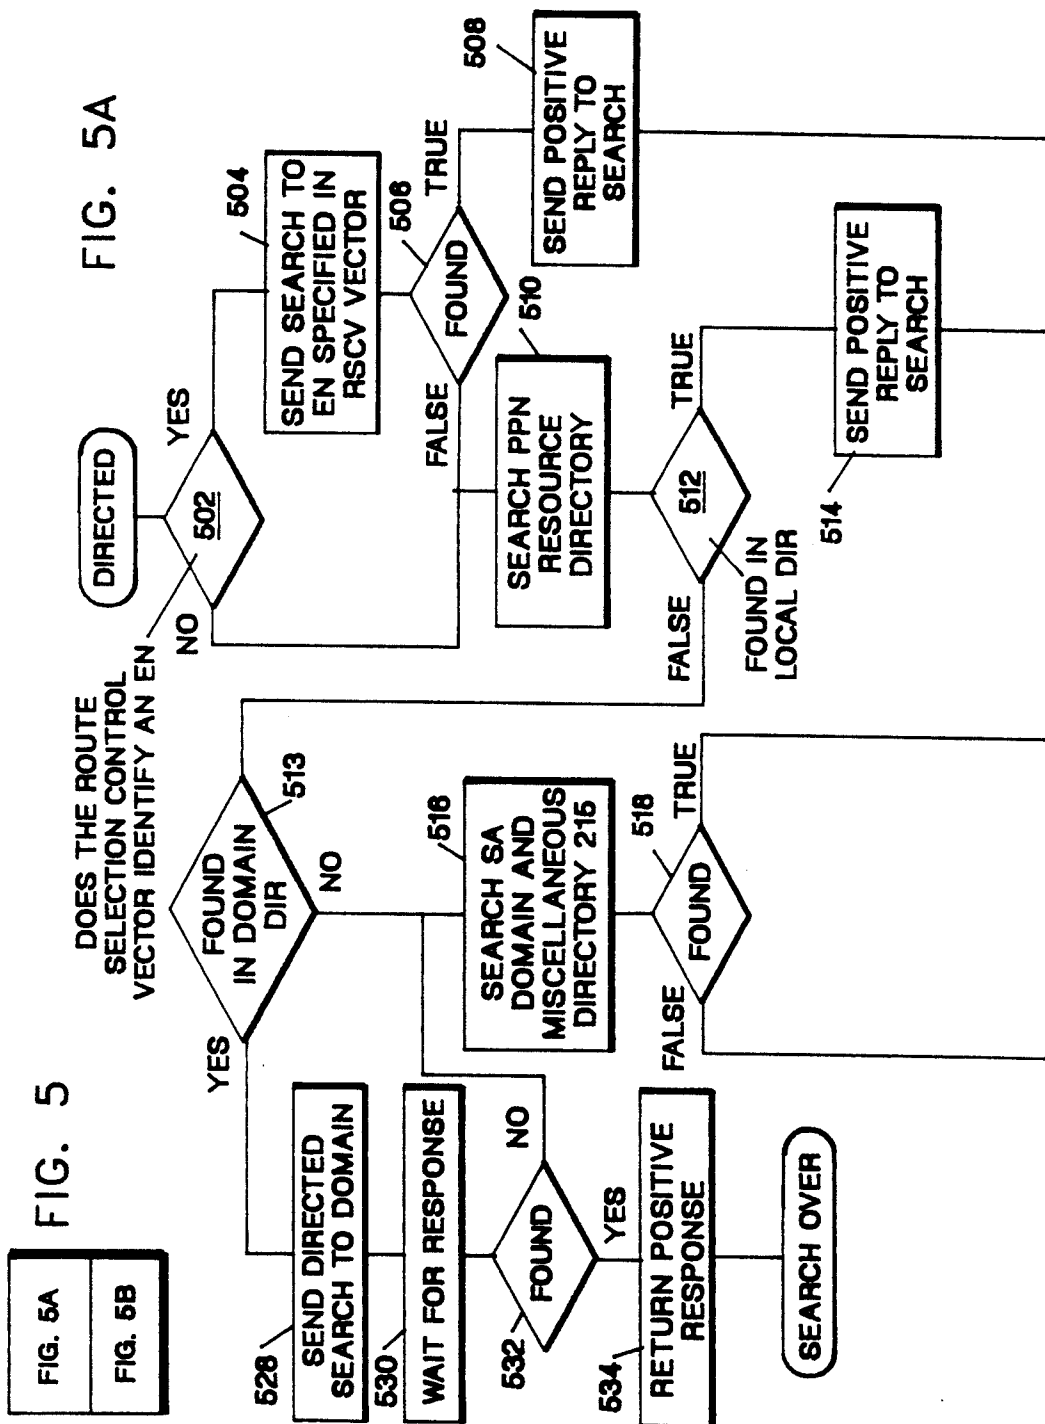 FIG. 5A
FIG. 5B
FIG. 5
FIG. 5A
DIRECTED
DOES THE ROUTE
SELECTION CONTROL
VECTOR IDENTIFY AN EN
502
YES
NO
504
SEND SEARCH TO
EN SPECIFIED IN
RSCV VECTOR
506
FOUND
TRUE
FALSE
508
SEND POSITIVE
REPLY TO
SEARCH
510
SEARCH PPN
RESOURCE
DIRECTORY
512
TRUE
FALSE
FOUND IN
LOCAL DIR
514
SEND POSITIVE
REPLY TO
SEARCH
513
FOUND
IN DOMAIN
DIR
YES
NO
516
SEARCH SA
DOMAIN AND
MISCELLANEOUS
DIRECTORY 215
518
FOUND
TRUE
FALSE
528
SEND DIRECTED
SEARCH TO DOMAIN
530
WAIT FOR RESPONSE
532
FOUND
NO
YES
534
RETURN POSITIVE
RESPONSE
SEARCH OVER